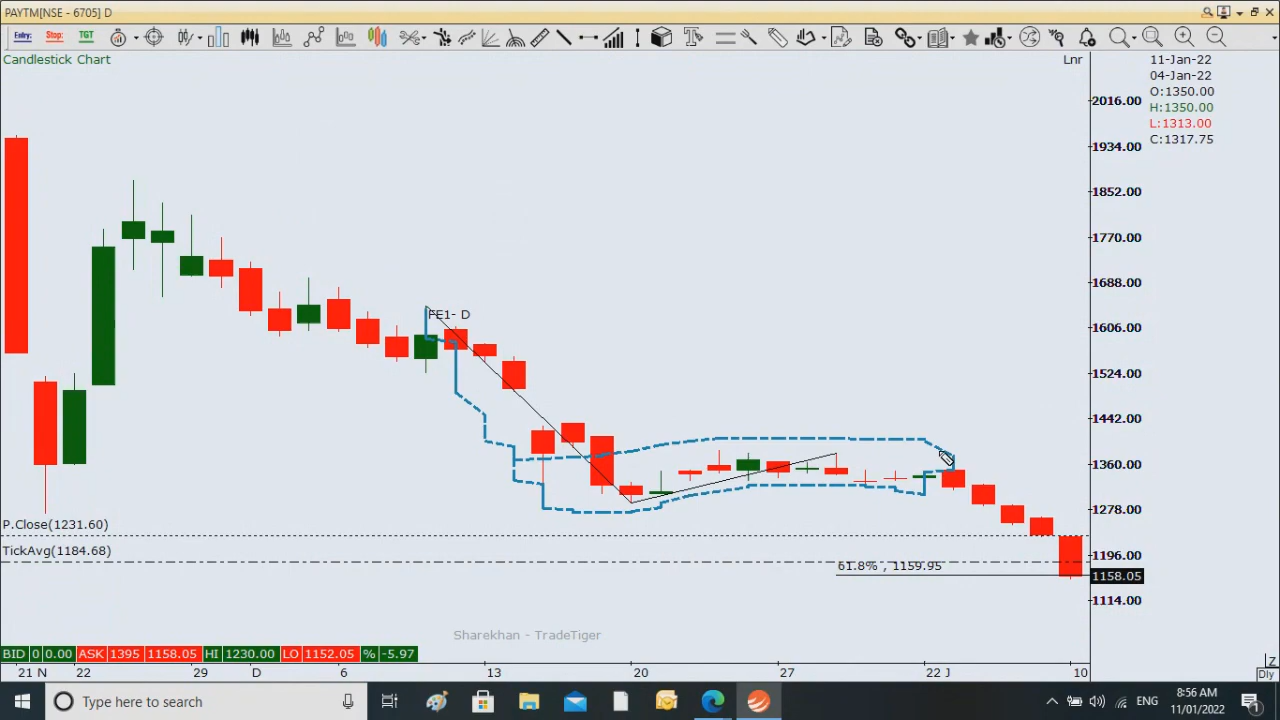 PAYTM[NSE - 6705] D
Entry: Stop: TGT
Candlestick Chart
Lnr
11-Jan-22
04-Jan-22
O:1350.00
H:1350.00
L:1313.00
C:1317.75
2016.00
1934.00
1852.00
1770.00
1688.00
1606.00
1524.00
1442.00
1360.00
1278.00
1196.00
1158.05
1114.00
FE1- D
P.Close(1231.60)
TickAvg(1184.68)
61.8% , 1159.95
Sharekhan - TradeTiger
BID 0 0.00 ASK 1395 1158.05 HI 1230.00 LO 1152.05 % -5.97
21 N 22 29 D 6 13 20 27 22 J 10
Z
Dly
Type here to search
ENG
8:56 AM
11/01/2022
1